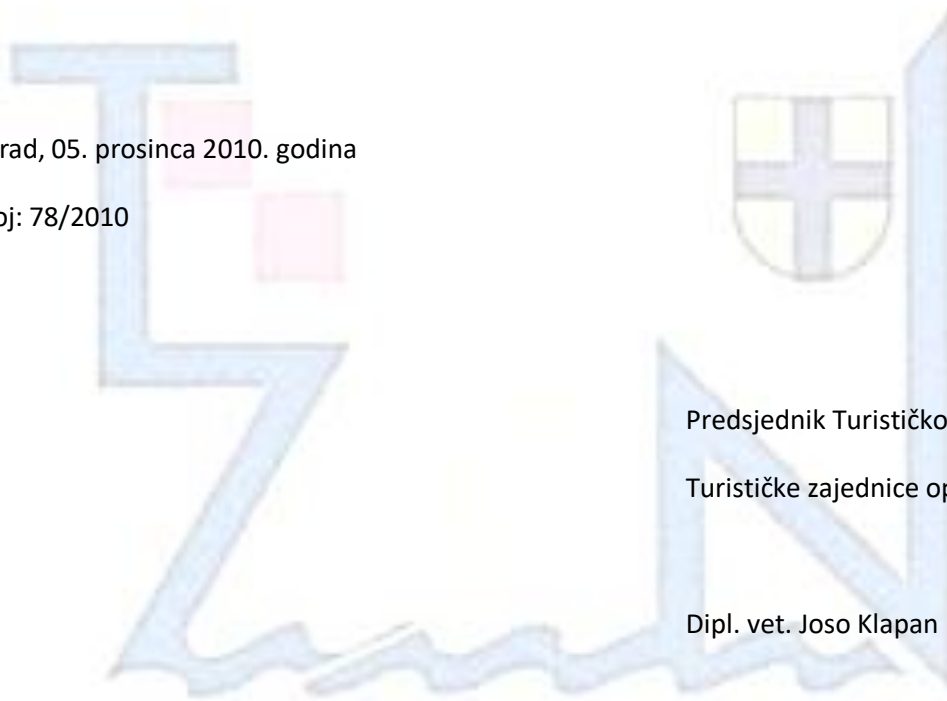 rad, 05. prosinca 2010. godina
oj: 78/2010
Predsjednik Turističko
Turističke zajednice op
Dipl. vet. Joso Klapan